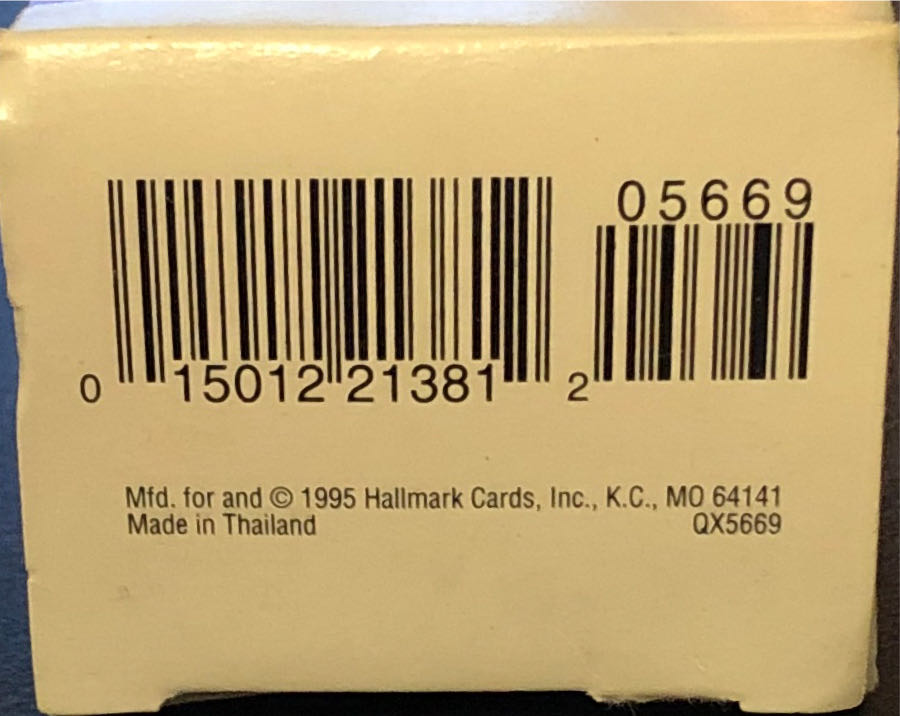 05669
0 15012 21381 2
Mfd. for and © 1995 Hallmark Cards, Inc., K.C., MO 64141
Made in Thailand QX5669